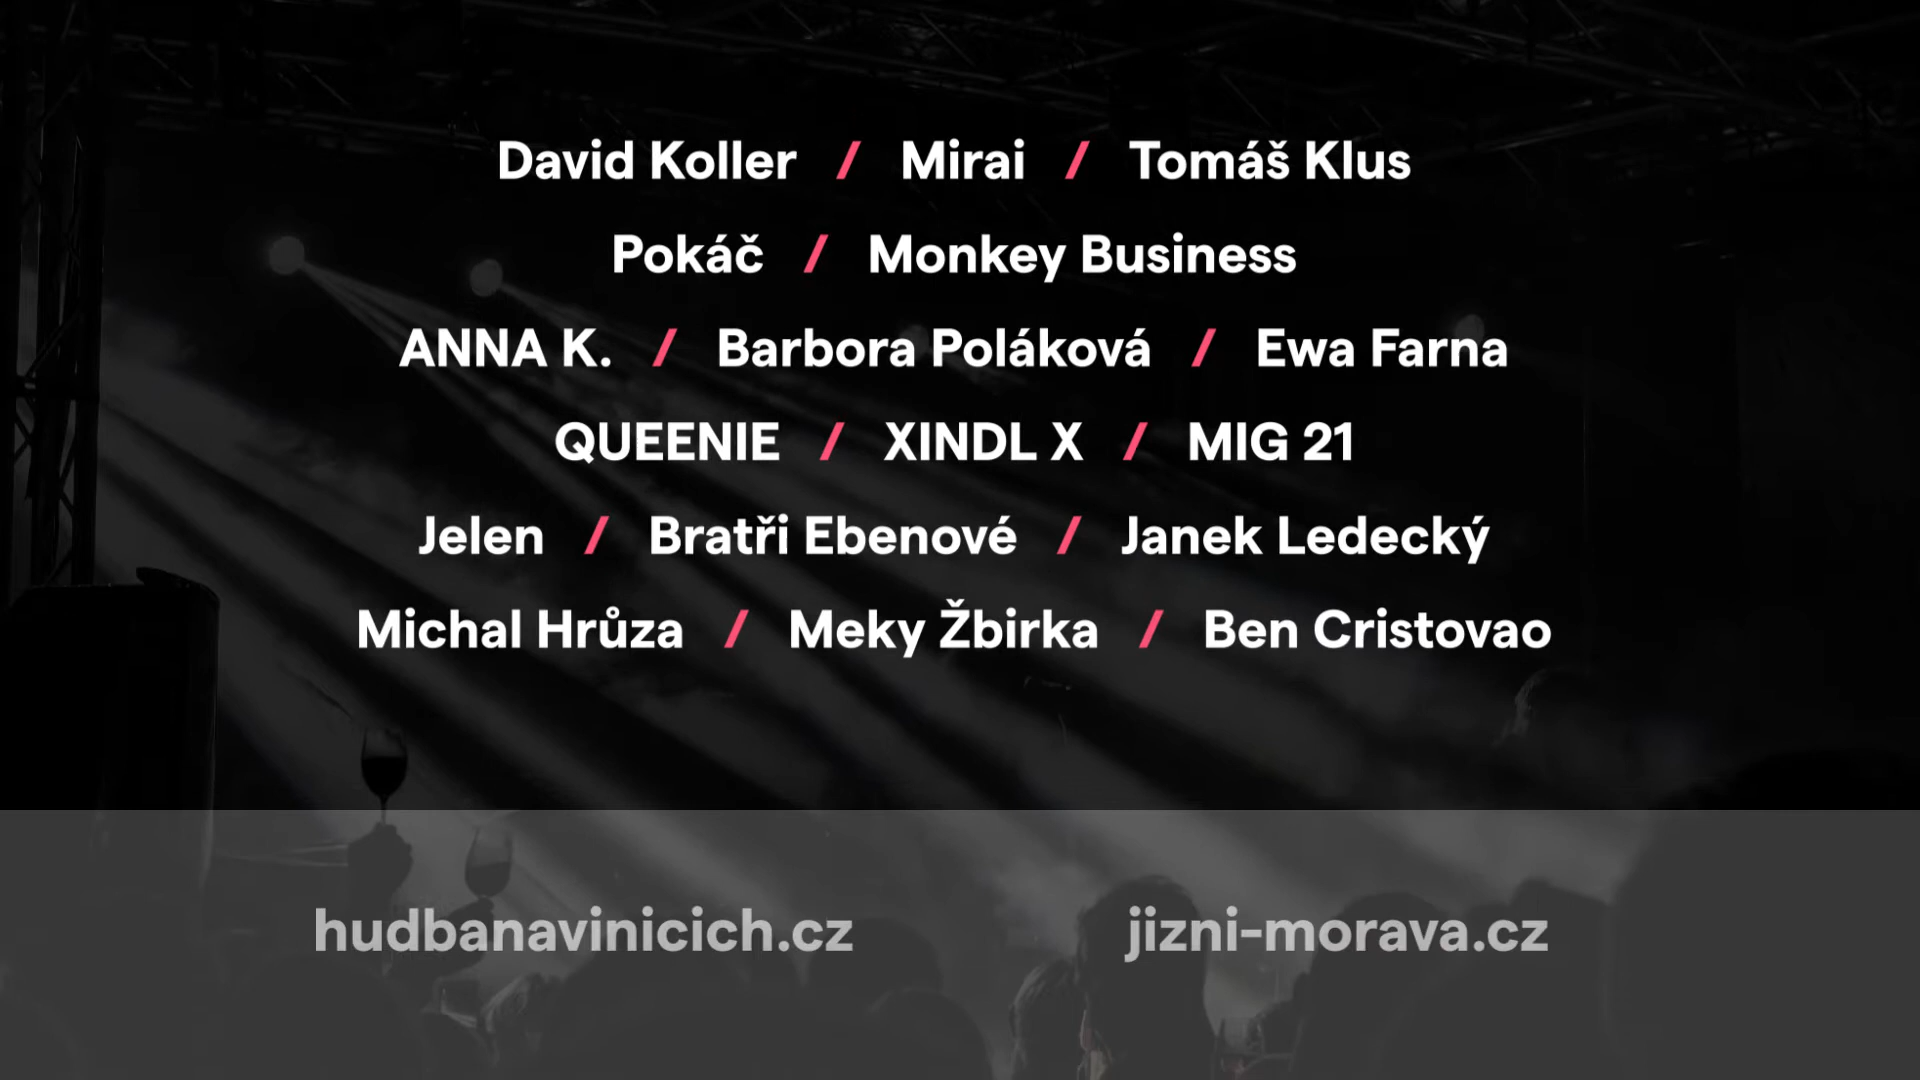 David Koller / Mirai / Tomáš Klus
Pokáč / Monkey Business
ANNA K. / Barbora Poláková / Ewa Farna
QUEENIE / XINDL X / MIG 21
Jelen / Bratři Ebenové / Janek Ledecký
Michal Hrůza / Meky Žbirka / Ben Cristovao
hudbanavinicich.cz jizni-morava.cz